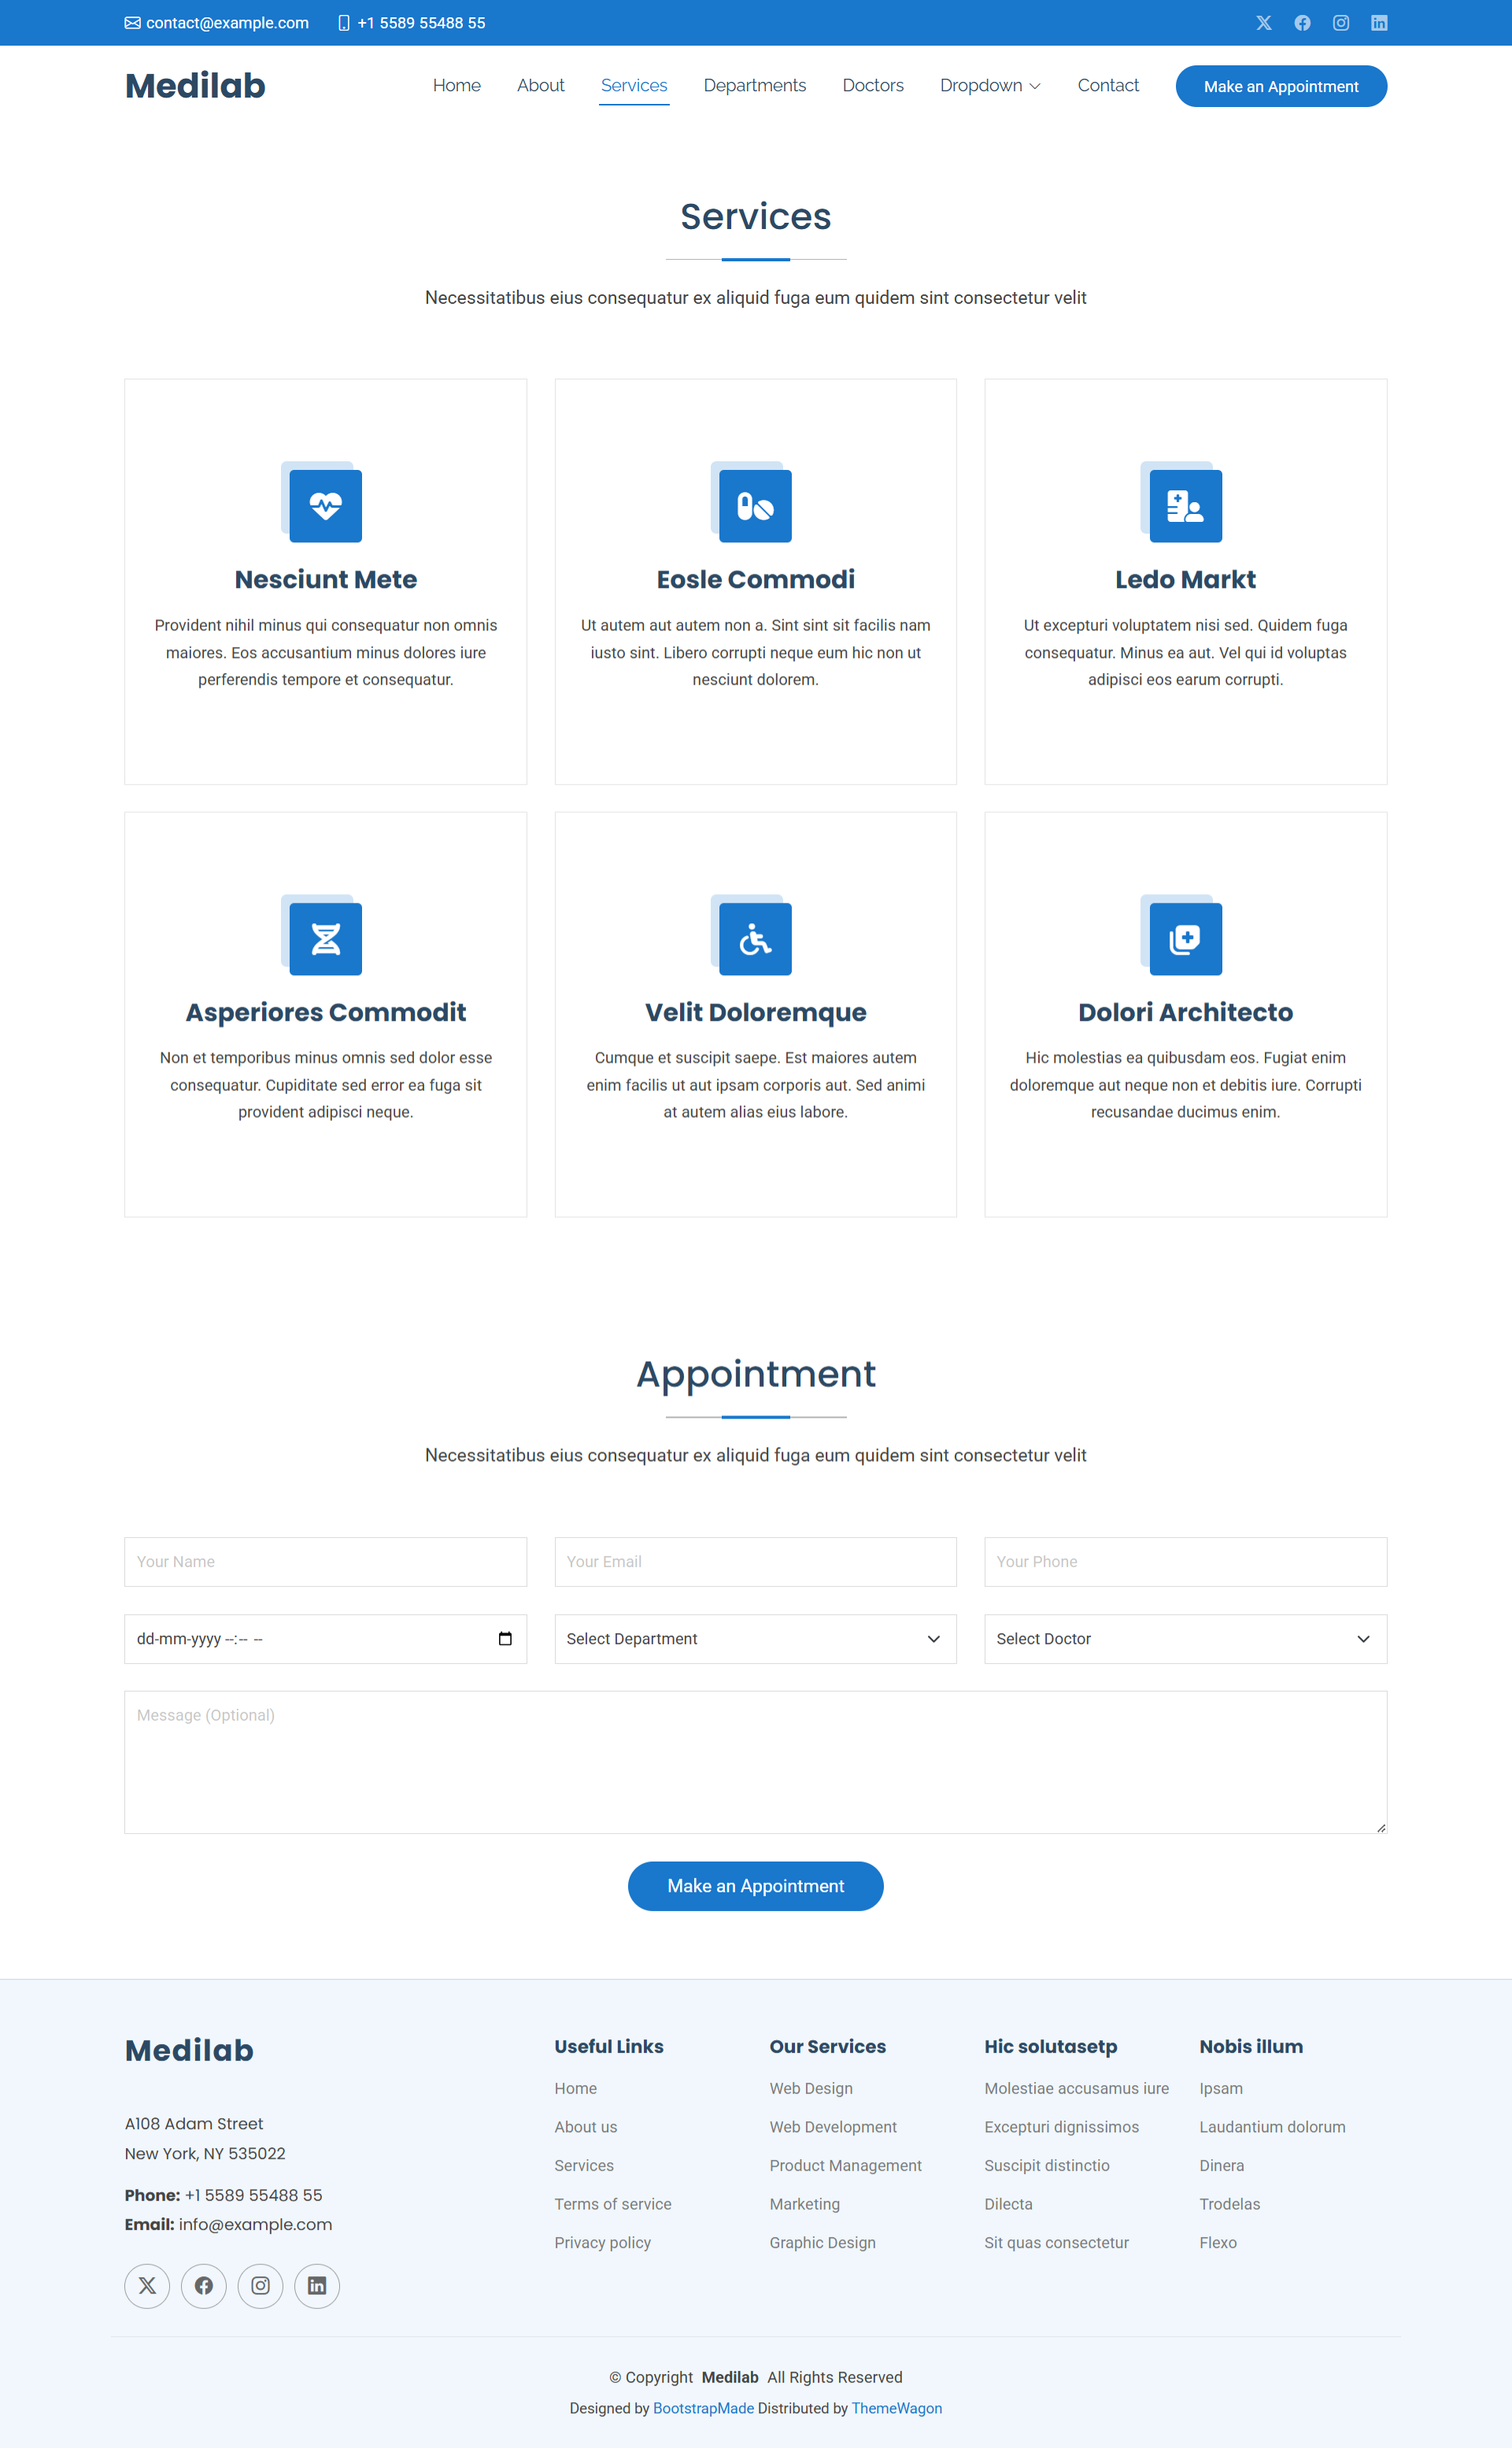 contact@example.com +1 5589 55488 55
Medilab
Home About Services Departments Doctors Dropdown Contact Make an Appointment
Services
Necessitatibus eius consequatur ex aliquid fuga eum quidem sint consectetur velit
Nesciunt Mete
Provident nihil minus qui consequatur non omnis
maiores. Eos accusantium minus dolores iure
perferendis tempore et consequatur.
Eosle Commodi
Ut autem aut autem non a. Sint sint sit facilis nam
iusto sint. Libero corrupti neque eum hic non ut
nesciunt dolorem.
Ledo Markt
Ut excepturi voluptatem nisi sed. Quidem fuga
consequatur. Minus ea aut. Vel qui id voluptas
adipisci eos earum corrupti.
Asperiores Commodit
Non et temporibus minus omnis sed dolor esse
consequatur. Cupiditate sed error ea fuga sit
provident adipisci neque.
Velit Doloremque
Cumque et suscipit saepe. Est maiores autem
enim facilis ut aut ipsam corporis aut. Sed animi
at autem alias eius labore.
Dolori Architecto
Hic molestias ea quibusdam eos. Fugiat enim
doloremque aut neque non et debitis iure. Corrupti
recusandae ducimus enim.
Appointment
Necessitatibus eius consequatur ex aliquid fuga eum quidem sint consectetur velit
Your Name Your Email Your Phone
dd-mm-yyyy --:-- -- Select Department Select Doctor
Message (Optional)
Make an Appointment
Medilab
A108 Adam Street
New York, NY 535022
Phone: +1 5589 55488 55
Email: info@example.com
Useful Links
Home
About us
Services
Terms of service
Privacy policy
Our Services
Web Design
Web Development
Product Management
Marketing
Graphic Design
Hic solutasetp
Molestiae accusamus iure
Excepturi dignissimos
Suscipit distinctio
Dilecta
Sit quas consectetur
Nobis illum
Ipsam
Laudantium dolorum
Dinera
Trodelas
Flexo
© Copyright Medilab All Rights Reserved
Designed by BootstrapMade Distributed by ThemeWagon